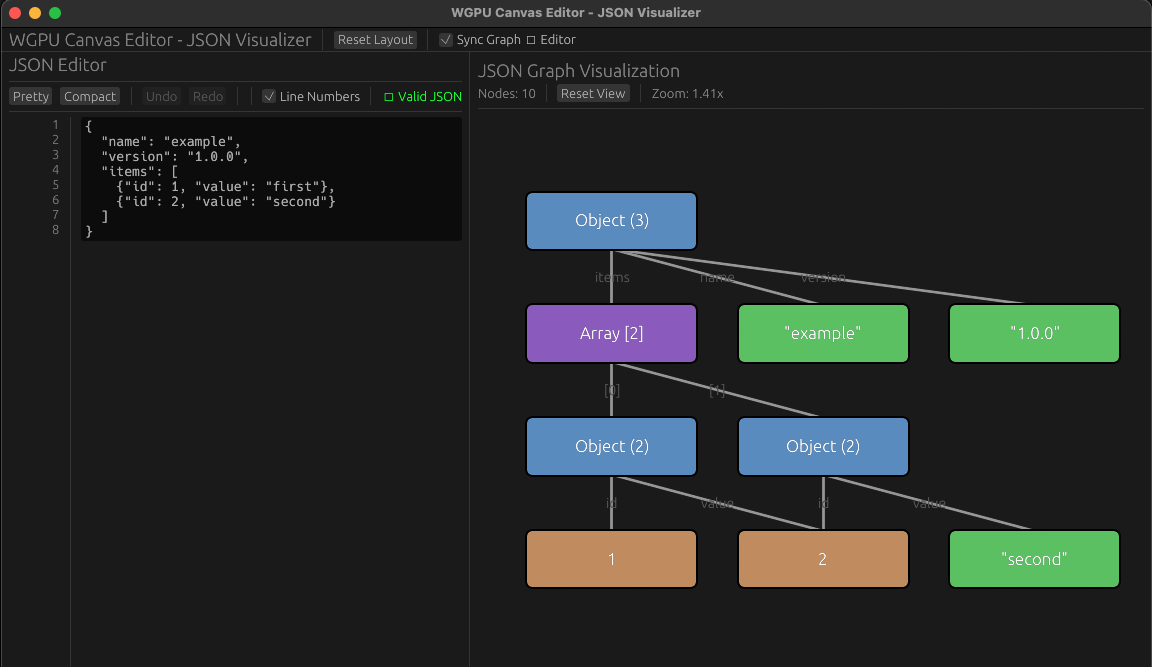 WGPU Canvas Editor - JSON Visualizer
WGPU Canvas Editor - JSON Visualizer Reset Layout Sync Graph Editor
JSON Editor
Pretty Compact Undo Redo Line Numbers Valid JSON
1 {
2 "name": "example",
3 "version": "1.0.0",
4 "items": [
5 {"id": 1, "value": "first"},
6 {"id": 2, "value": "second"}
7 ]
8 }
JSON Graph Visualization
Nodes: 10 Reset View Zoom: 1.41x
Object (3)
items name version
Array [2] "example" "1.0.0"
[0] [1]
Object (2) Object (2)
id value id value
1 2 "second"